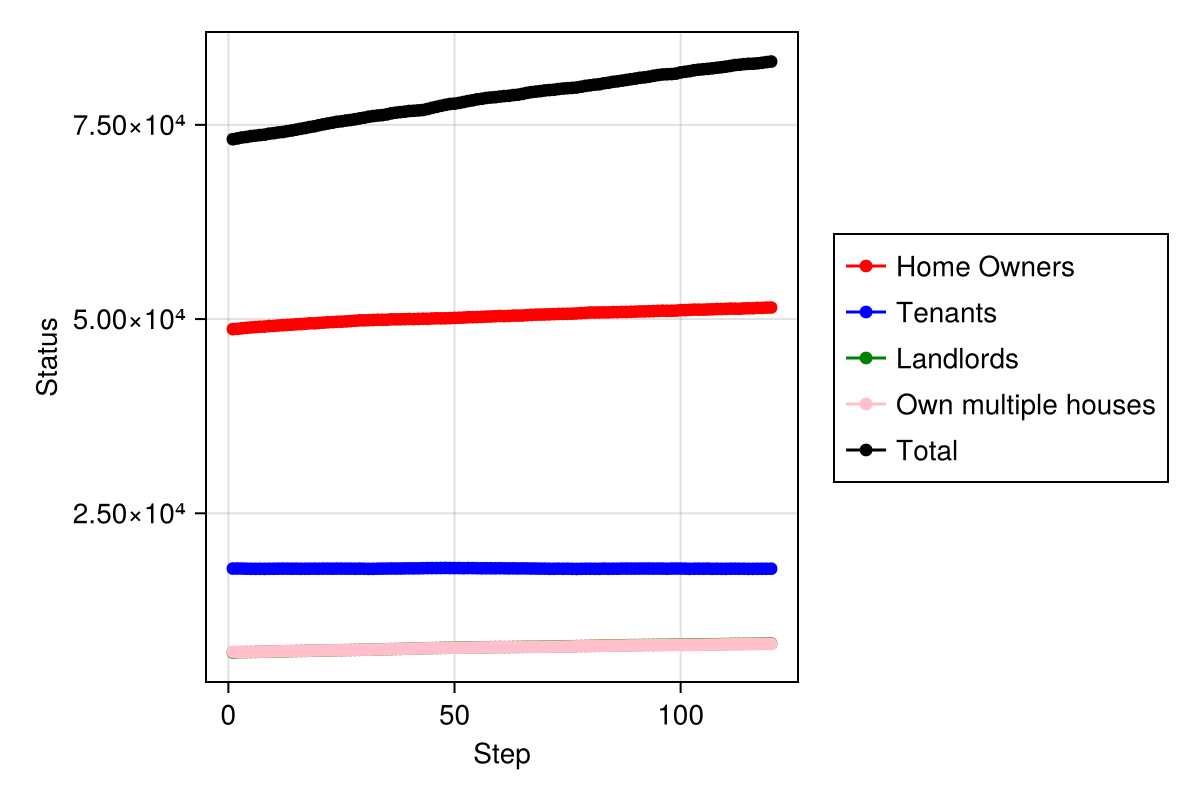 7.50×10⁴
5.00×10⁴
2.50×10⁴
Status
0 50 100
Step
Home Owners
Tenants
Landlords
Own multiple houses
Total